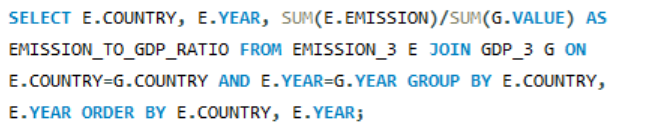 SELECT E.COUNTRY, E.YEAR, SUM(E.EMISSION)/SUM(G.VALUE) AS
EMISSION_TO_GDP_RATIO FROM EMISSION_3 E JOIN GDP_3 G ON
E.COUNTRY=G.COUNTRY AND E.YEAR=G.YEAR GROUP BY E.COUNTRY,
E.YEAR ORDER BY E.COUNTRY, E.YEAR;